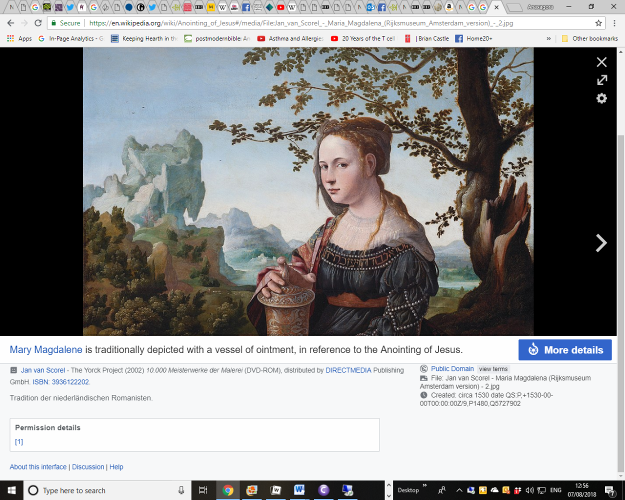 Secure https://en.wikipedia.org/wiki/Anointing_of_Jesus#/media/File:Jan_van_Scorel_-_Maria_Magdalena_(Rijksmuseum_Amsterdam_version)_-_2.jpg
Apps In-Page Analytics - G Keeping Hearth in th postmodernbible: An Asthma and Allergie 20 Years of the T cell | Brian Castle Home20+ » Other bookmarks
Mary Magdalene is traditionally depicted with a vessel of ointment, in reference to the Anointing of Jesus.
More details
Jan van Scorel - The Yorck Project (2002) 10.000 Meisterwerke der Malerei (DVD-ROM), distributed by DIRECTMEDIA Publishing
GmbH. ISBN: 3936122202.
Tradition der niederländischen Romanisten.
Public Domain view terms
File: Jan van Scorel - Maria Magdalena (Rijksmuseum
Amsterdam version) - 2.jpg
Created: circa 1530 date QS:P,+1530-00-
00T00:00:00Z/9,P1480,Q5727902
Permission details
[1]
About this interface | Discussion | Help
Type here to search
Desktop » ENG
12:56
07/08/2018